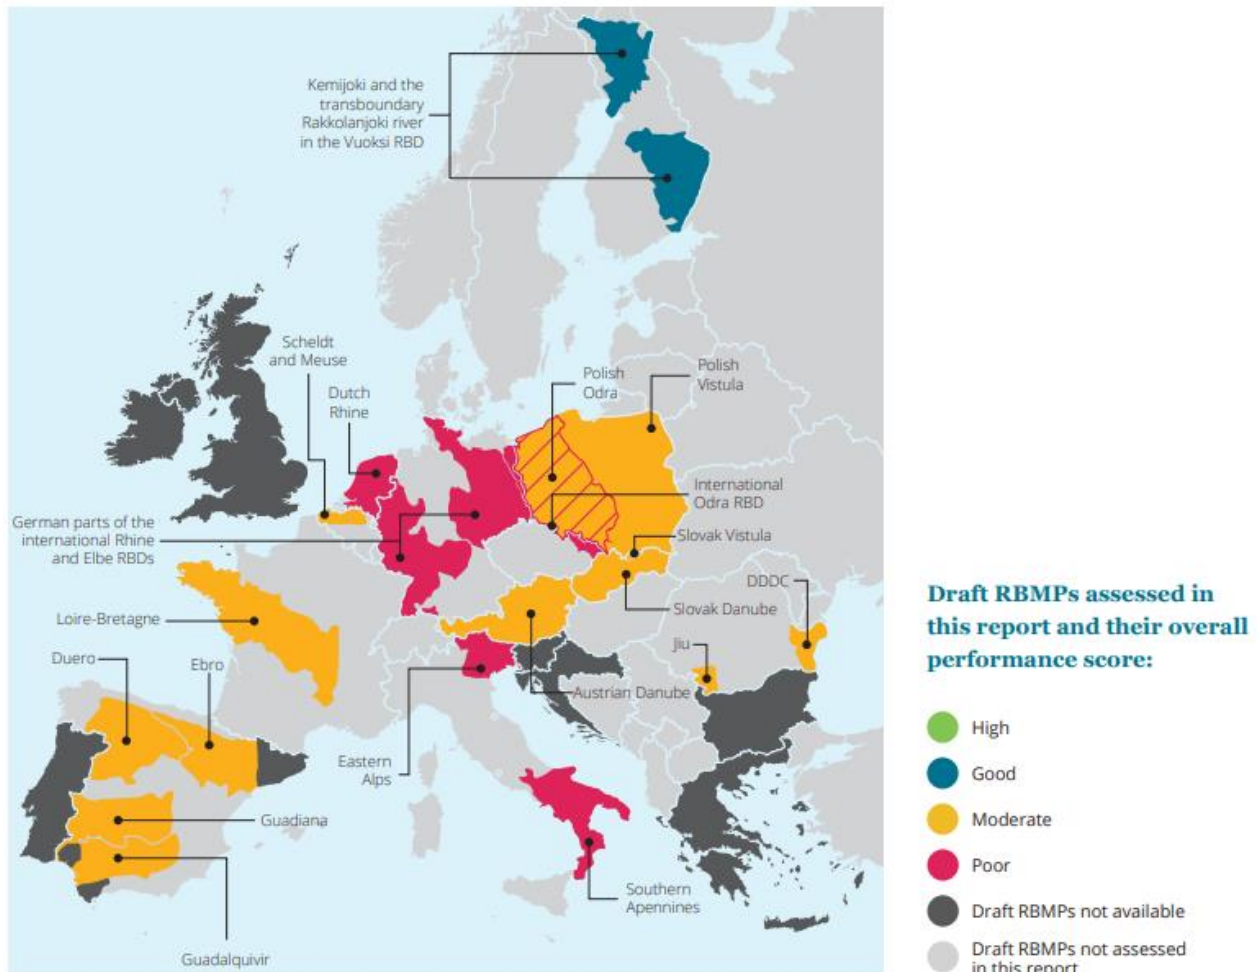 Kemijoki and the
transboundary
Rakkolanjoki river
in the Vuoksi RBD
Scheldt
and Meuse
Dutch
Rhine
Polish
Odra
Polish
Vistula
International
Odra RBD
German parts of the
international Rhine
and Elbe RBDs
Slovak Vistula
DDDC
Slovak Danube
Loire-Bretagne
Jiu
Duero
Ebro
Austrian Danube
Eastern
Alps
Guadiana
Southern
Apennines
Guadalquivir
Draft RBMPs assessed in
this report and their overall
performance score:
High
Good
Moderate
Poor
Draft RBMPs not available
Draft RBMPs not assessed
in this report